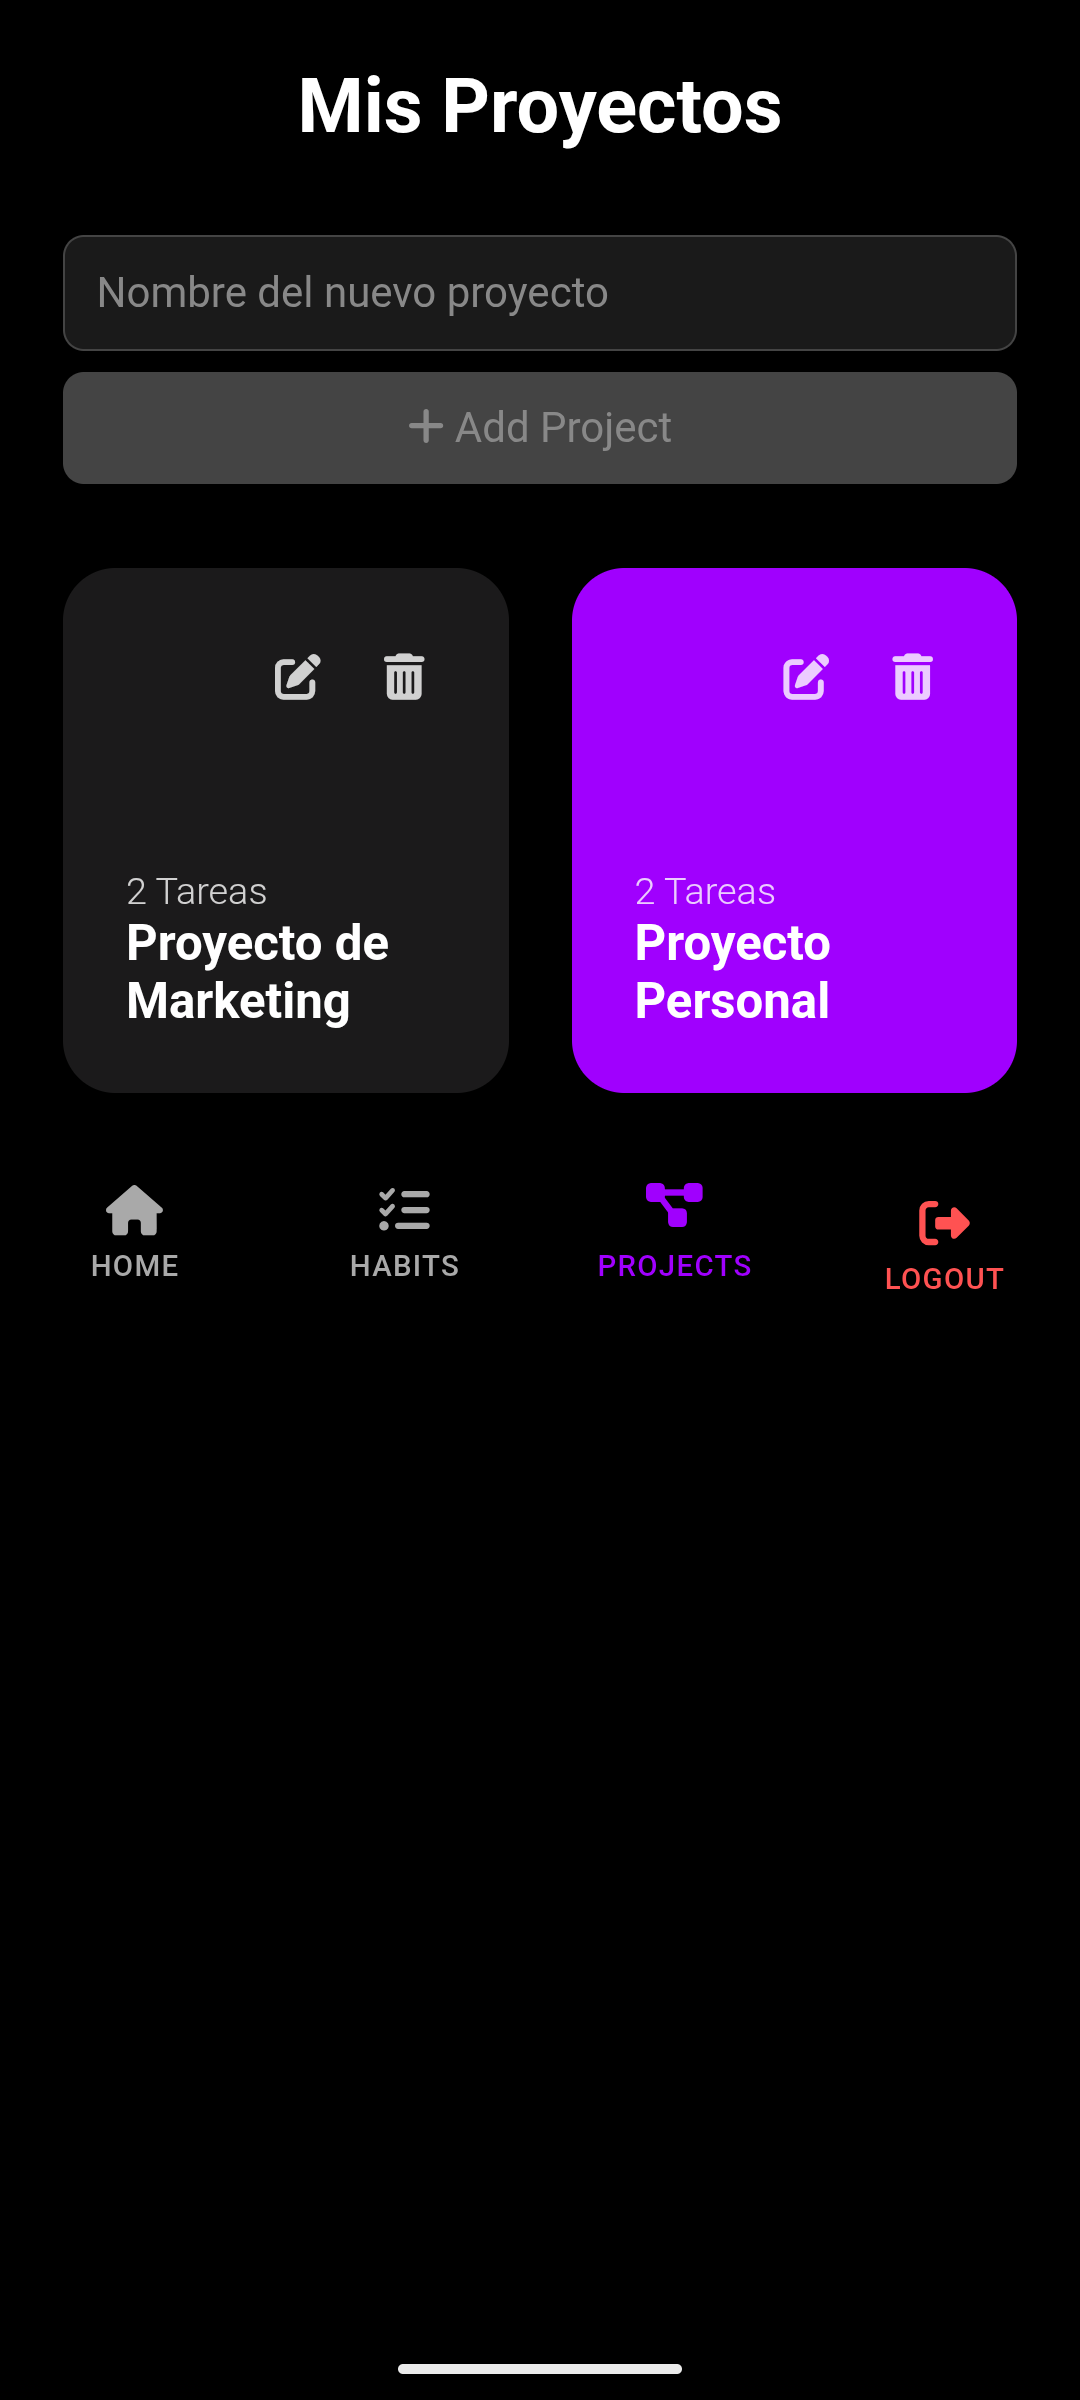 Mis Proyectos
Nombre del nuevo proyecto
Add Project
2 Tareas
Proyecto de
Marketing
2 Tareas
Proyecto
Personal
HOME
HABITS
PROJECTS
LOGOUT